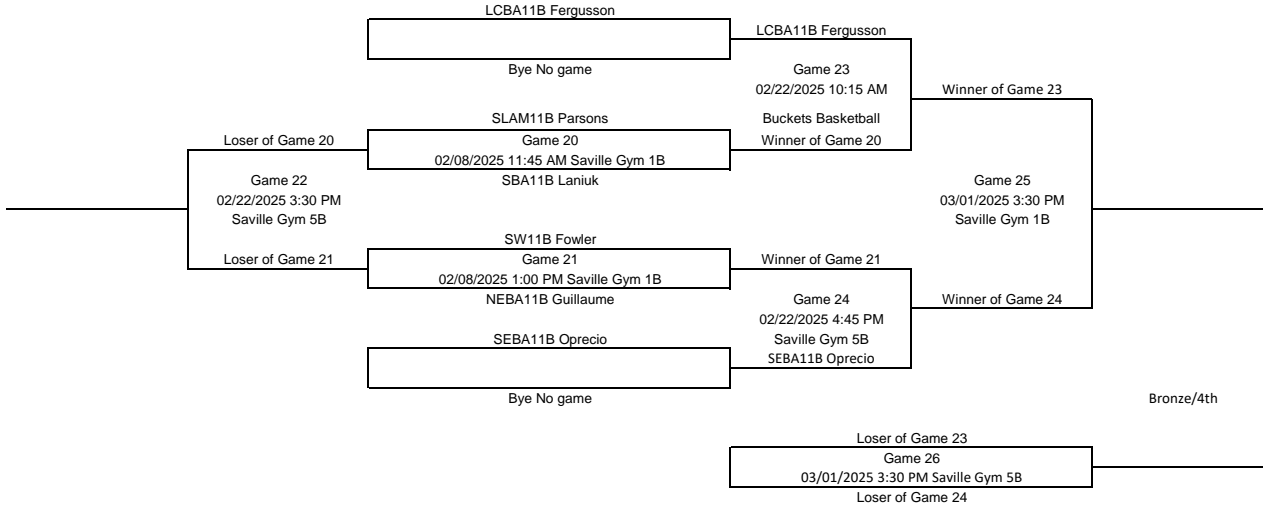 LCBA11B Fergusson
LCBA11B Fergusson
Bye No game
Game 23
02/22/2025 10:15 AM
Winner of Game 23
SLAM11B Parsons
Buckets Basketball
Loser of Game 20
Game 20
Winner of Game 20
02/08/2025 11:45 AM Saville Gym 1B
Game 22
SBA11B Laniuk
Game 25
02/22/2025 3:30 PM
03/01/2025 3:30 PM
Saville Gym 5B
Saville Gym 1B
SW11B Fowler
Loser of Game 21
Game 21
Winner of Game 21
02/08/2025 1:00 PM Saville Gym 1B
NEBA11B Guillaume
Game 24
Winner of Game 24
02/22/2025 4:45 PM
SEBA11B Oprecio
Saville Gym 5B
SEBA11B Oprecio
Bye No game
Bronze/4th
Loser of Game 23
Game 26
03/01/2025 3:30 PM Saville Gym 5B
Loser of Game 24